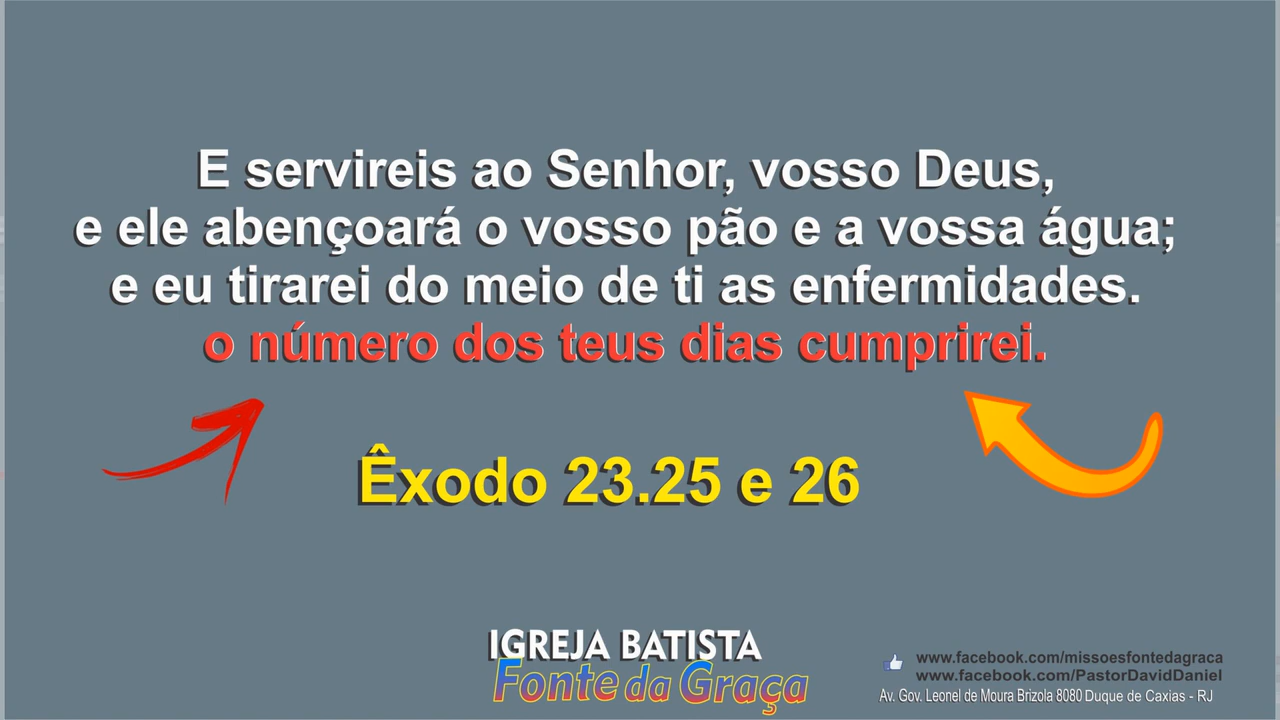 E servireis ao Senhor, vosso Deus,
e ele abençoará o vosso pão e a vossa água;
e eu tirarei do meio de ti as enfermidades.
o número dos teus dias cumprirei.
Êxodo 23.25 e 26
IGREJA BATISTA
Fonte da Graça
www.facebook.com/missoesfontedagraca
www.facebook.com/PastorDavidDaniel
Av. Gov. Leonel de Moura Brizola 8080 Duque de Caxias - RJ